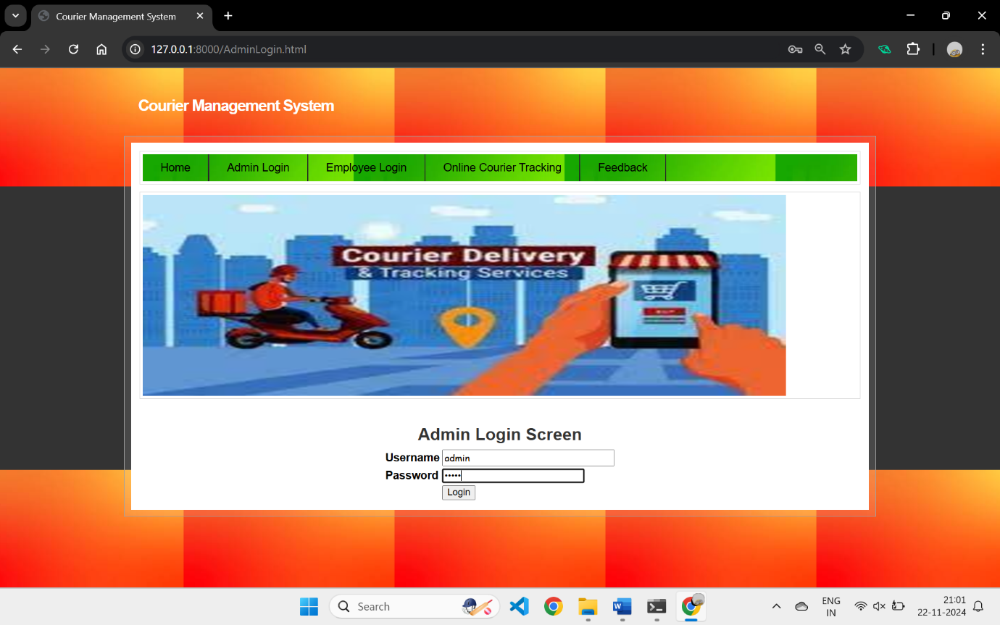 Courier Management System
127.0.0.1:8000/AdminLogin.html
Courier Management System
Home Admin Login Employee Login Online Courier Tracking Feedback
Courier Delivery
& Tracking Services
Admin Login Screen
Username admin
Password •••••
Login
Search
ENG
IN
21:01
22-11-2024